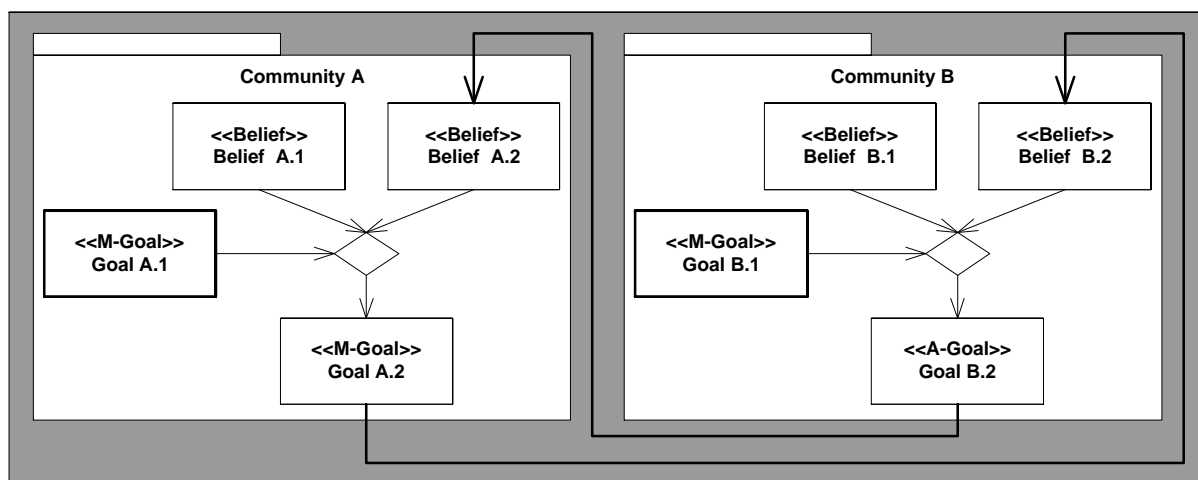 Community A
<<Belief>>
Belief A.1
<<Belief>>
Belief A.2
<<M-Goal>>
Goal A.1
<<M-Goal>>
Goal A.2
Community B
<<Belief>>
Belief B.1
<<Belief>>
Belief B.2
<<M-Goal>>
Goal B.1
<<A-Goal>>
Goal B.2